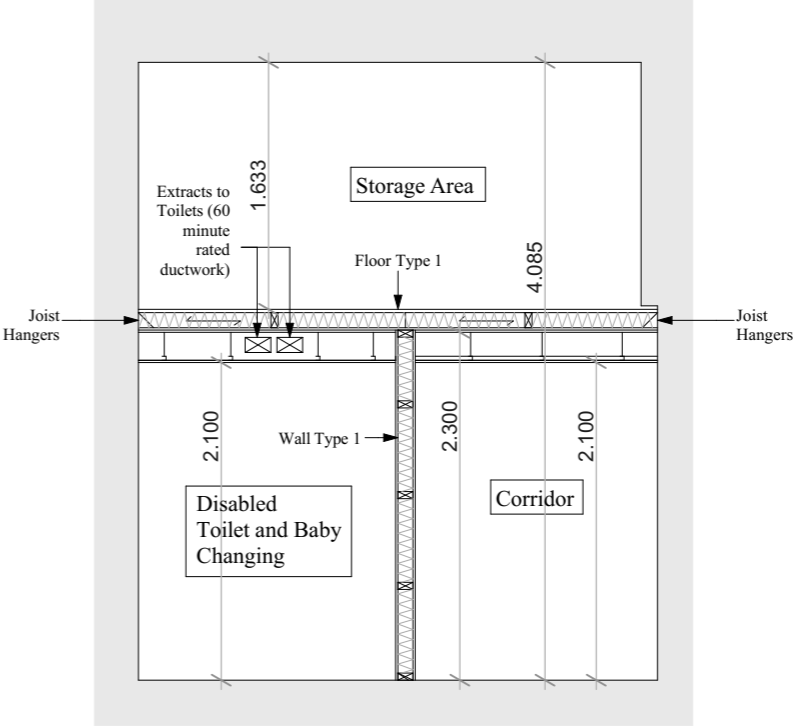 1.633
Storage Area
Extracts to
Toilets (60
minute
rated
ductwork)
4.085
Floor Type 1
Joist
Hangers
Joist
Hangers
2.100
Wall Type 1
2.300
2.100
Disabled
Toilet and Baby
Changing
Corridor